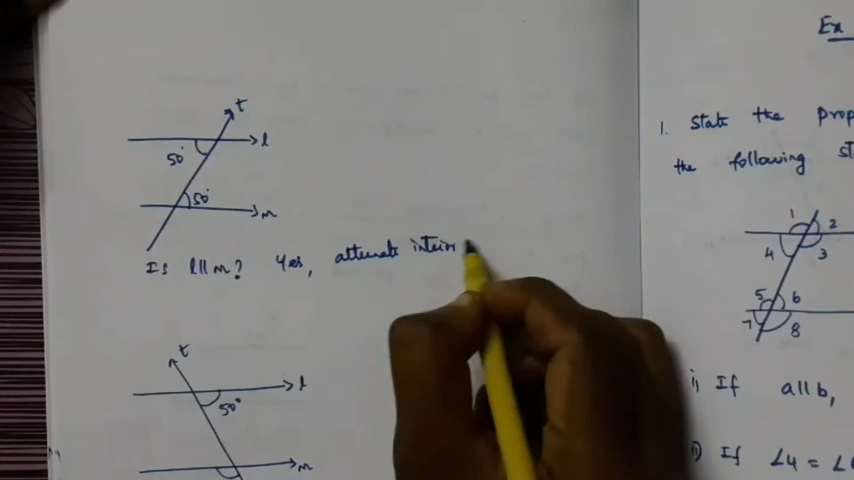 t
50°
l
50°
m
Is l||m? Yes, alternate interi
t
l
50°
m
Ex
1. State the prop
the following st
1 2
4 3
5 6
7 8
i) If a||b,
ii) If ∠4 = ∠6